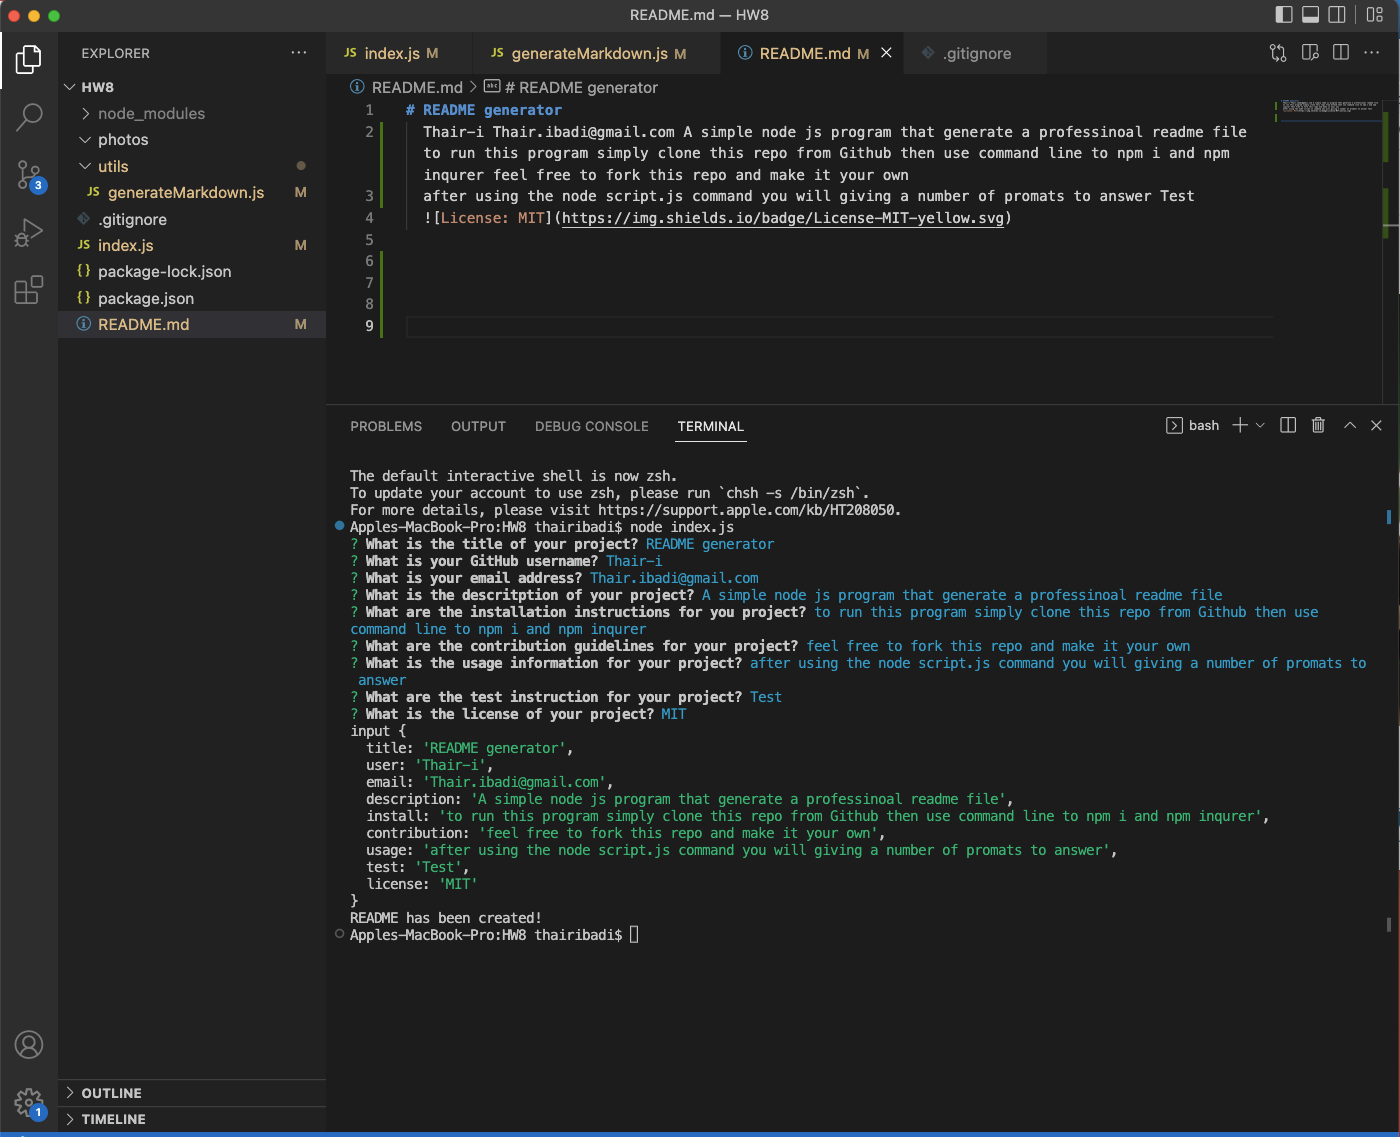 README.md — HW8
EXPLORER
HW8
node_modules
photos
utils
JS generateMarkdown.js M
.gitignore
JS index.js M
{} package-lock.json
{} package.json
README.md M
OUTLINE
TIMELINE
3
1
JS index.js M
JS generateMarkdown.js M
README.md M
.gitignore
README.md > abc # README generator
1 # README generator
2 Thair-i Thair.ibadi@gmail.com A simple node js program that generate a professinoal readme file
to run this program simply clone this repo from Github then use command line to npm i and npm
inqurer feel free to fork this repo and make it your own
3 after using the node script.js command you will giving a number of promats to answer Test
4 ![License: MIT](https://img.shields.io/badge/License-MIT-yellow.svg)
5
6
7
8
9
PROBLEMS OUTPUT DEBUG CONSOLE TERMINAL
bash
The default interactive shell is now zsh.
To update your account to use zsh, please run `chsh -s /bin/zsh`.
For more details, please visit https://support.apple.com/kb/HT208050.
Apples-MacBook-Pro:HW8 thairibadi$ node index.js
? What is the title of your project? README generator
? What is your GitHub username? Thair-i
? What is your email address? Thair.ibadi@gmail.com
? What is the descritption of your project? A simple node js program that generate a professinoal readme file
? What are the installation instructions for you project? to run this program simply clone this repo from Github then use
command line to npm i and npm inqurer
? What are the contribution guidelines for your project? feel free to fork this repo and make it your own
? What is the usage information for your project? after using the node script.js command you will giving a number of promats to
answer
? What are the test instruction for your project? Test
? What is the license of your project? MIT
input {
title: 'README generator',
user: 'Thair-i',
email: 'Thair.ibadi@gmail.com',
description: 'A simple node js program that generate a professinoal readme file',
install: 'to run this program simply clone this repo from Github then use command line to npm i and npm inqurer',
contribution: 'feel free to fork this repo and make it your own',
usage: 'after using the node script.js command you will giving a number of promats to answer',
test: 'Test',
license: 'MIT'
}
README has been created!
Apples-MacBook-Pro:HW8 thairibadi$